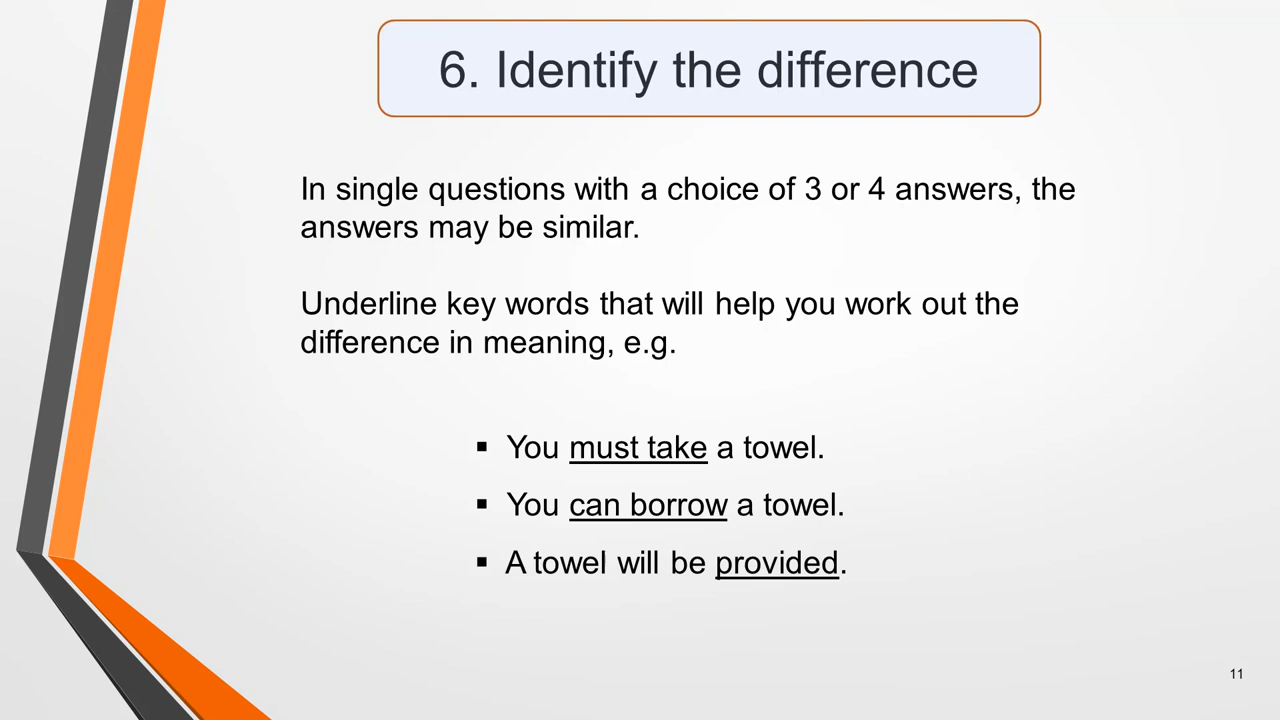 6. Identify the difference
In single questions with a choice of 3 or 4 answers, the
answers may be similar.
Underline key words that will help you work out the
difference in meaning, e.g.
▪ You must take a towel.
▪ You can borrow a towel.
▪ A towel will be provided.
11